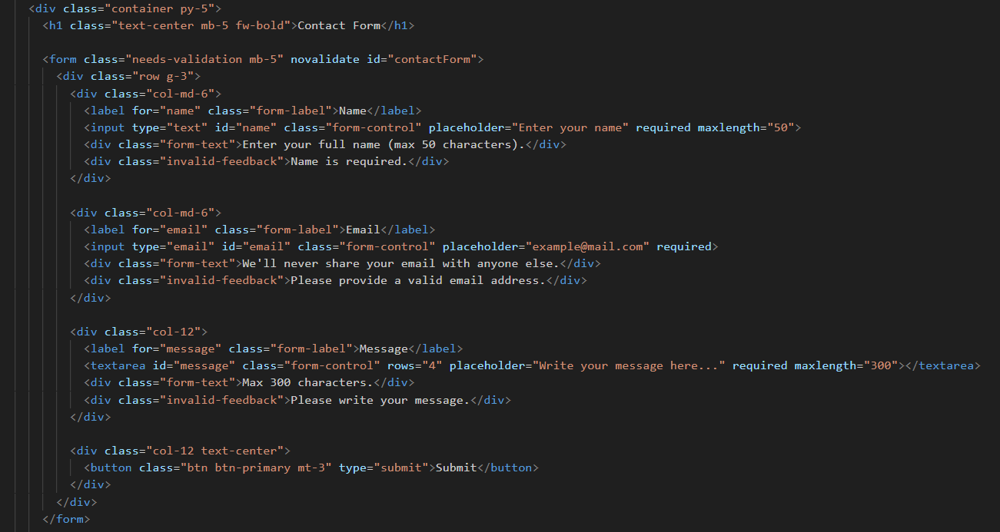 <div class="container py-5">
<h1 class="text-center mb-5 fw-bold">Contact Form</h1>
<form class="needs-validation mb-5" novalidate id="contactForm">
<div class="row g-3">
<div class="col-md-6">
<label for="name" class="form-label">Name</label>
<input type="text" id="name" class="form-control" placeholder="Enter your name" required maxlength="50">
<div class="form-text">Enter your full name (max 50 characters).</div>
<div class="invalid-feedback">Name is required.</div>
</div>
<div class="col-md-6">
<label for="email" class="form-label">Email</label>
<input type="email" id="email" class="form-control" placeholder="example@mail.com" required>
<div class="form-text">We'll never share your email with anyone else.</div>
<div class="invalid-feedback">Please provide a valid email address.</div>
</div>
<div class="col-12">
<label for="message" class="form-label">Message</label>
<textarea id="message" class="form-control" rows="4" placeholder="Write your message here..." required maxlength="300"></textarea>
<div class="form-text">Max 300 characters.</div>
<div class="invalid-feedback">Please write your message.</div>
</div>
<div class="col-12 text-center">
<button class="btn btn-primary mt-3" type="submit">Submit</button>
</div>
</div>
</form>